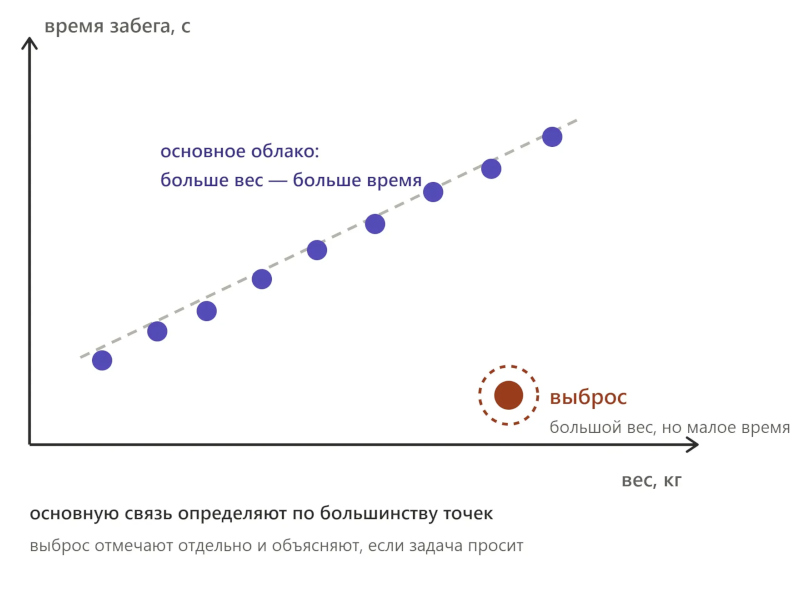 время забега, с
основное облако:
больше вес — больше время
выброс
большой вес, но малое время
вес, кг
основную связь определяют по большинству точек
выброс отмечают отдельно и объясняют, если задача просит